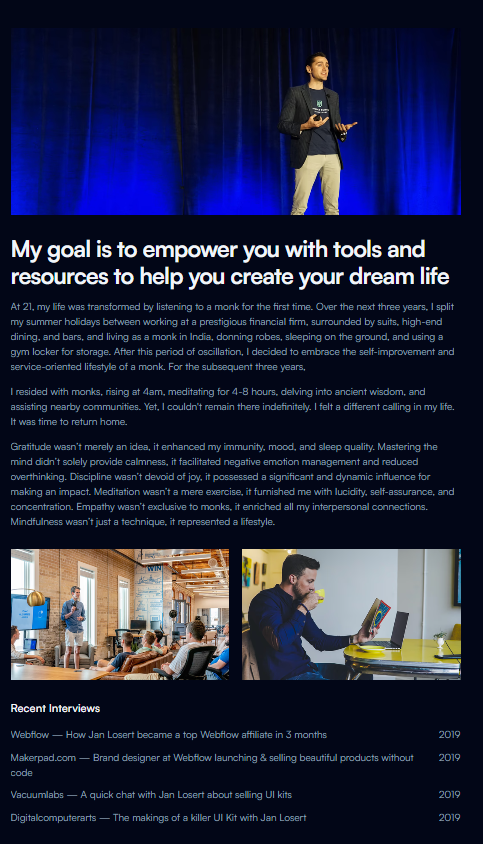 My goal is to empower you with tools and
resources to help you create your dream life
At 21, my life was transformed by listening to a monk for the first time. Over the next three years, I split
my summer holidays between working at a prestigious financial firm, surrounded by suits, high-end
dining, and bars, and living as a monk in India, donning robes, sleeping on the ground, and using a
gym locker for storage. After this period of oscillation, I decided to embrace the self-improvement and
service-oriented lifestyle of a monk. For the subsequent three years,
I resided with monks, rising at 4am, meditating for 4-8 hours, delving into ancient wisdom, and
assisting nearby communities. Yet, I couldn't remain there indefinitely. I felt a different calling in my life.
It was time to return home.
Gratitude wasn't merely an idea, it enhanced my immunity, mood, and sleep quality. Mastering the
mind didn't solely provide calmness, it facilitated negative emotion management and reduced
overthinking. Discipline wasn't devoid of joy, it possessed a significant and dynamic influence for
making an impact. Meditation wasn't a mere exercise, it furnished me with lucidity, self-assurance, and
concentration. Empathy wasn't exclusive to monks, it enriched all my interpersonal connections.
Mindfulness wasn't just a technique, it represented a lifestyle.
Recent Interviews
Webflow — How Jan Losert became a top Webflow affiliate in 3 months 2019
Makerpad.com — Brand designer at Webflow launching & selling beautiful products without 2019
code
Vacuumlabs — A quick chat with Jan Losert about selling UI kits 2019
Digitalcomputerarts — The makings of a killer UI Kit with Jan Losert 2019